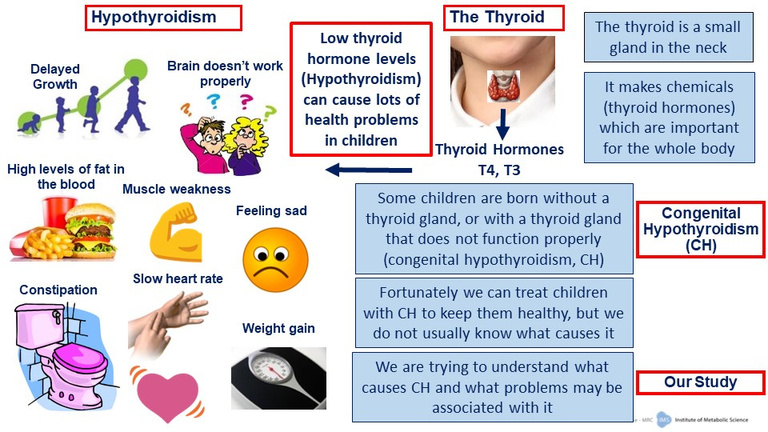 Hypothyroidism
Delayed
Growth
Brain doesn't work
properly
High levels of fat in
the blood
Muscle weakness
Feeling sad
Constipation
Slow heart rate
Weight gain
Low thyroid
hormone levels
(Hypothyroidism)
can cause lots of
health problems
in children
The Thyroid
Thyroid Hormones
T4, T3
The thyroid is a small
gland in the neck
It makes chemicals
(thyroid hormones)
which are important
for the whole body
Some children are born without a
thyroid gland, or with a thyroid gland
that does not function properly
(congenital hypothyroidism, CH)
Congenital
Hypothyroidism
(CH)
Fortunately we can treat children
with CH to keep them healthy, but we
do not usually know what causes it
We are trying to understand what
causes CH and what problems may be
associated with it
Our Study
- MRC IMS Institute of Metabolic Science